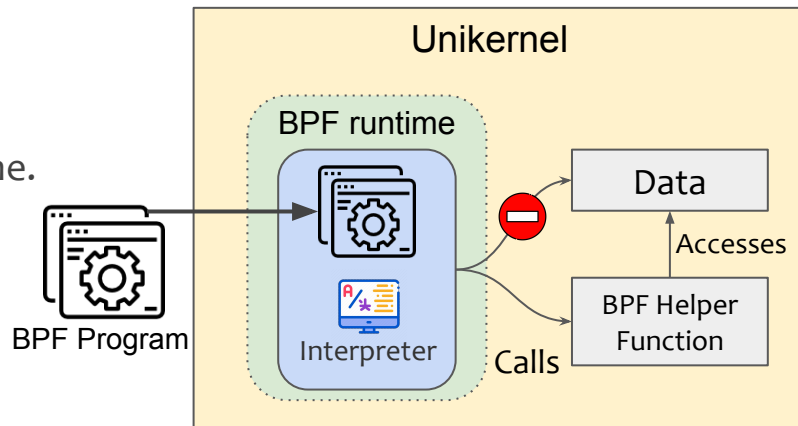 Unikernel
BPF runtime
ne.
Data
Accesses
BPF Program
Interpreter
Calls
BPF Helper
Function